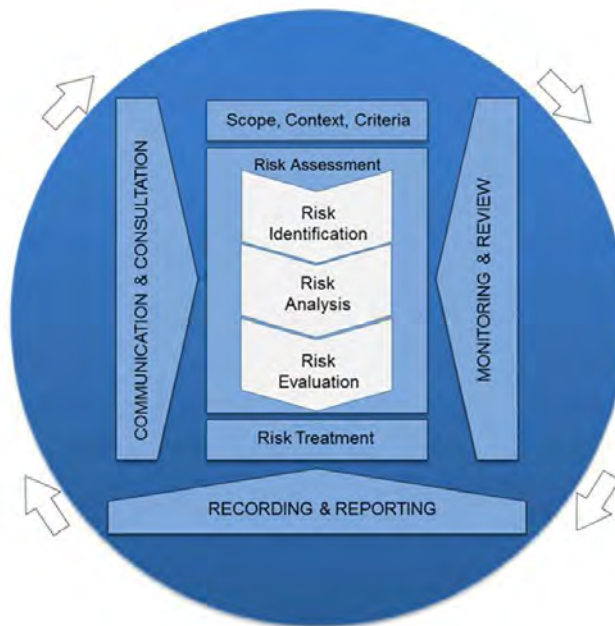 Scope, Context, Criteria
Risk Assessment
Risk
Identification
Risk
Analysis
Risk
Evaluation
Risk Treatment
COMMUNICATION & CONSULTATION
MONITORING & REVIEW
RECORDING & REPORTING